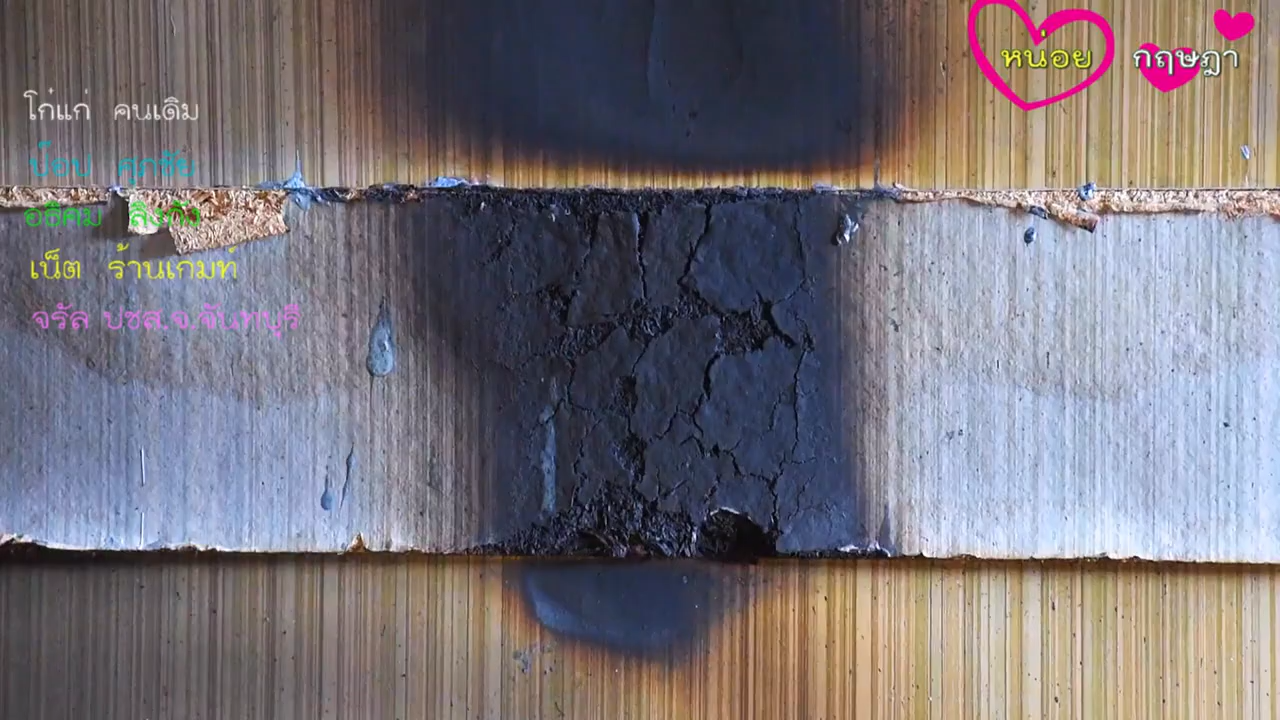 หน่อย กฤษฎา
โก๋แก่ คนเดิม
ป๊อป ศุภชัย
อธิคม สิงกัง
เน็ต ร้านเกมท์
จรัล ปชส.จ.จันทบุรี